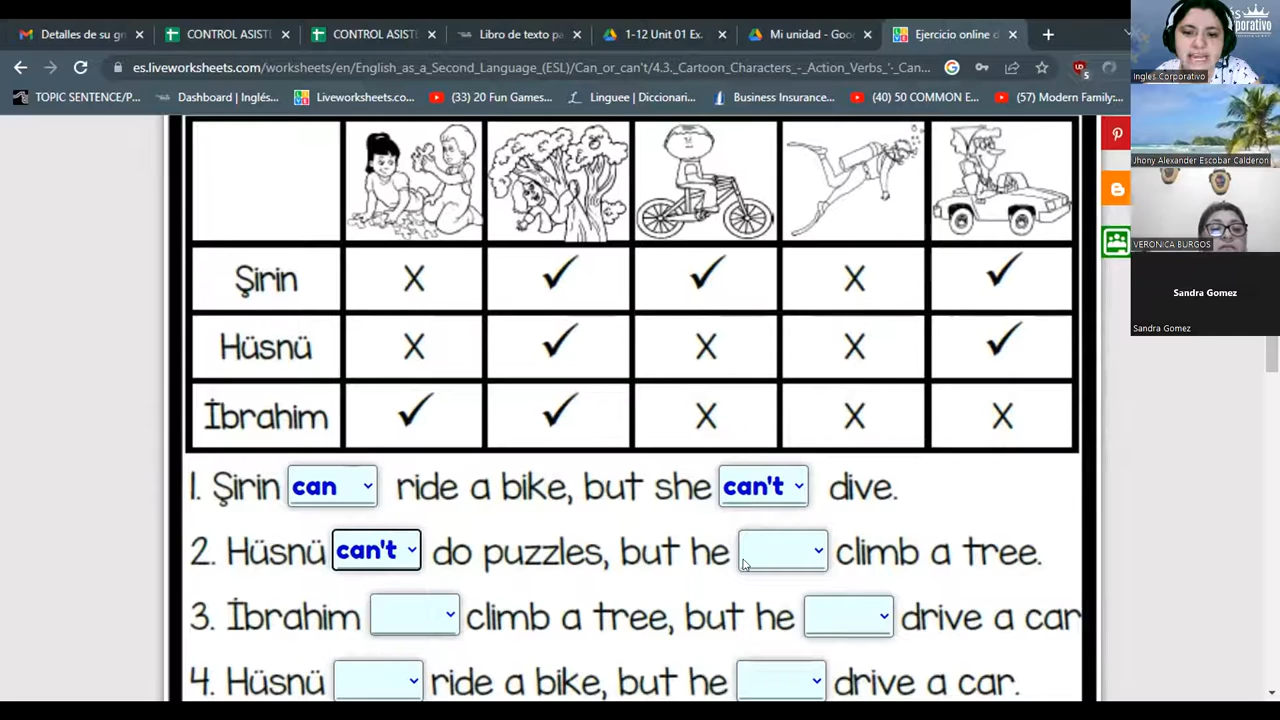 Detalles de su gr
CONTROL ASIST
CONTROL ASIST
Libro de texto pa
1-12 Unit 01 Ex.
Mi unidad - Goo
Ejercicio online d
es.liveworksheets.com/worksheets/en/English_as_a_Second_Language_(ESL)/Can_or_can't/4.3._Cartoon_Characters_-_Action_Verbs_'-_Can...
TOPIC SENTENCE/P...
Dashboard | Inglés...
Liveworksheets.co...
(33) 20 Fun Games...
Linguee | Diccionari...
Business Insurance...
(40) 50 COMMON E...
(57) Modern Family:...
Şirin X ✓ ✓ X ✓
Hüsnü X ✓ X X ✓
İbrahim ✓ ✓ X X X
1. Şirin can ride a bike, but she can't dive.
2. Hüsnü can't do puzzles, but he climb a tree.
3. İbrahim climb a tree, but he drive a car
4. Hüsnü ride a bike, but he drive a car.
Ingles Corporativo
Jhony Alexander Escobar Calderon
VERONICA BURGOS
Sandra Gomez
Sandra Gomez